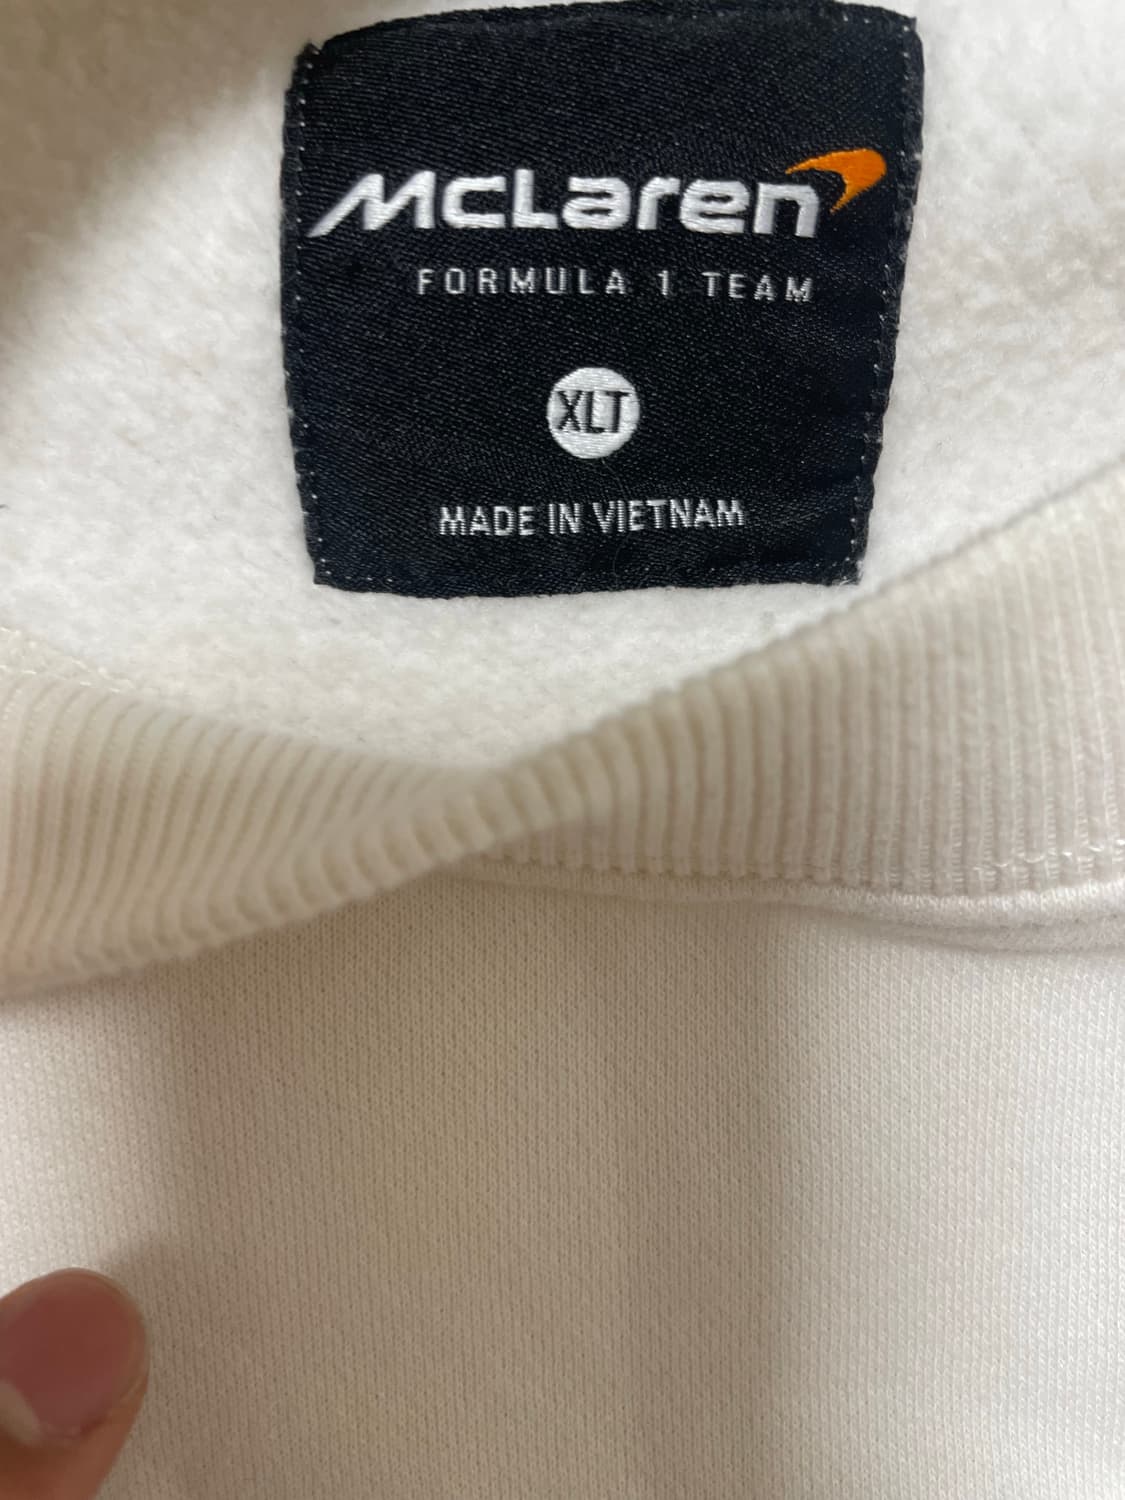 McLaren
FORMULA 1 TEAM
XLT
MADE IN VIETNAM